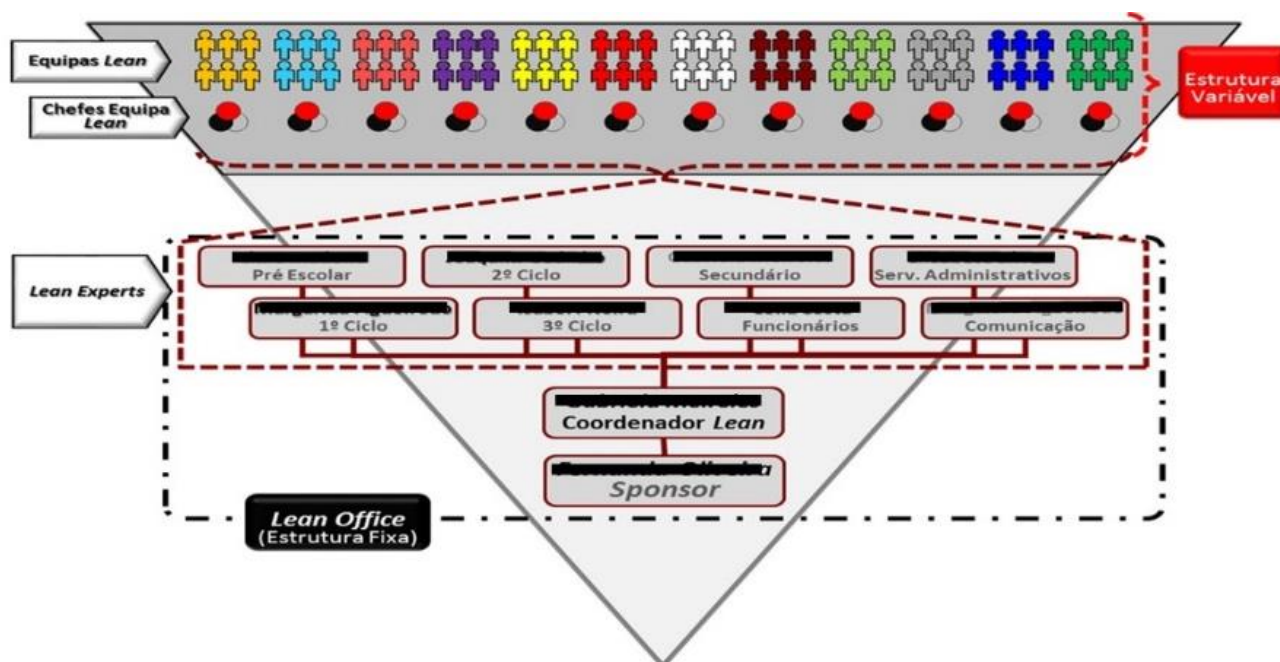 Equipas Lean
Estrutura
Variável
Chefes Equipa
Lean
Lean Experts
Pré Escolar
2º Ciclo
Secundário
Serv. Administrativos
1º Ciclo
3º Ciclo
Funcionários
Comunicação
Coordenador Lean
Sponsor
Lean Office
(Estrutura Fixa)